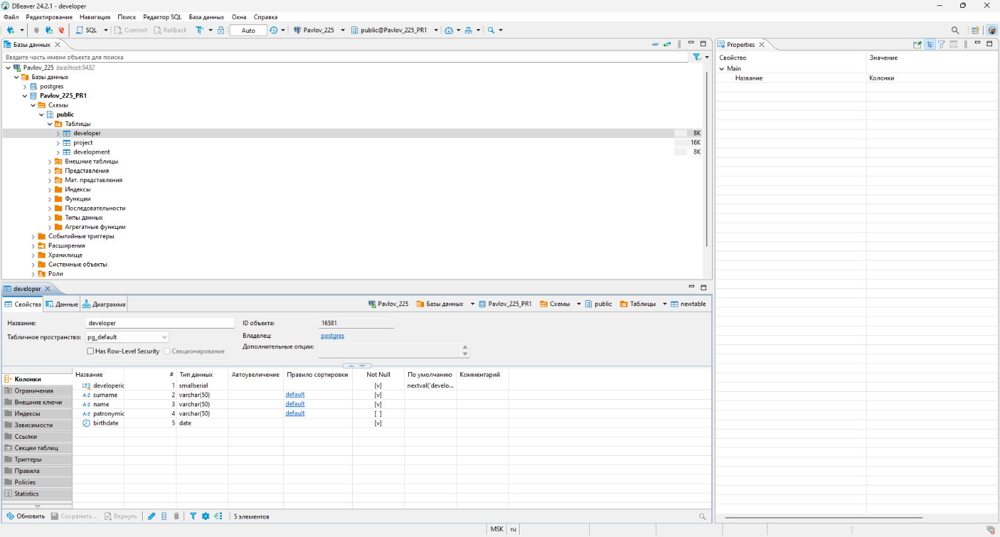 DBeaver 24.2.1 - developer
Файл Редактирование Навигация Поиск Редактор SQL База данных Окна Справка
SQL Commit Rollback Auto Pavlov_225 public@Pavlov_225_PR1
Базы данных
Введите часть имени объекта для поиска
Pavlov_225 localhost:5432
Базы данных
postgres
Pavlov_225_PR1
Схемы
public
Таблицы
developer 8K
project 16K
development 8K
Внешние таблицы
Представления
Мат. представления
Индексы
Функции
Последовательности
Типы данных
Агрегатные функции
Событийные триггеры
Расширения
Хранилище
Системные объекты
Роли
Properties
Свойство Значение
Main
Название Колонки
developer
Свойства Данные Диаграмма Pavlov_225 Базы данных Pavlov_225_PR1 Схемы public Таблицы newtable
Название: developer ID объекта: 16581
Табличное пространство: pg_default Владелец: postgres
Has Row-Level Security Секционирование Дополнительные опции:
Колонки
Ограничения
Внешние ключи
Индексы
Зависимости
Ссылки
Секции таблиц
Триггеры
Правила
Policies
Statistics
Название # Тип данных Автоувеличение Правило сортировки Not Null По умолчанию Комментарий
123 developeric 1 smallserial [v] nextval('develo...
A-Z surname 2 varchar(50) default [v]
A-Z name 3 varchar(50) default [v]
A-Z patronymic 4 varchar(50) default [ ]
birthdate 5 date [v]
Обновить Сохранить ... Вернуть 5 элементов
MSK ru